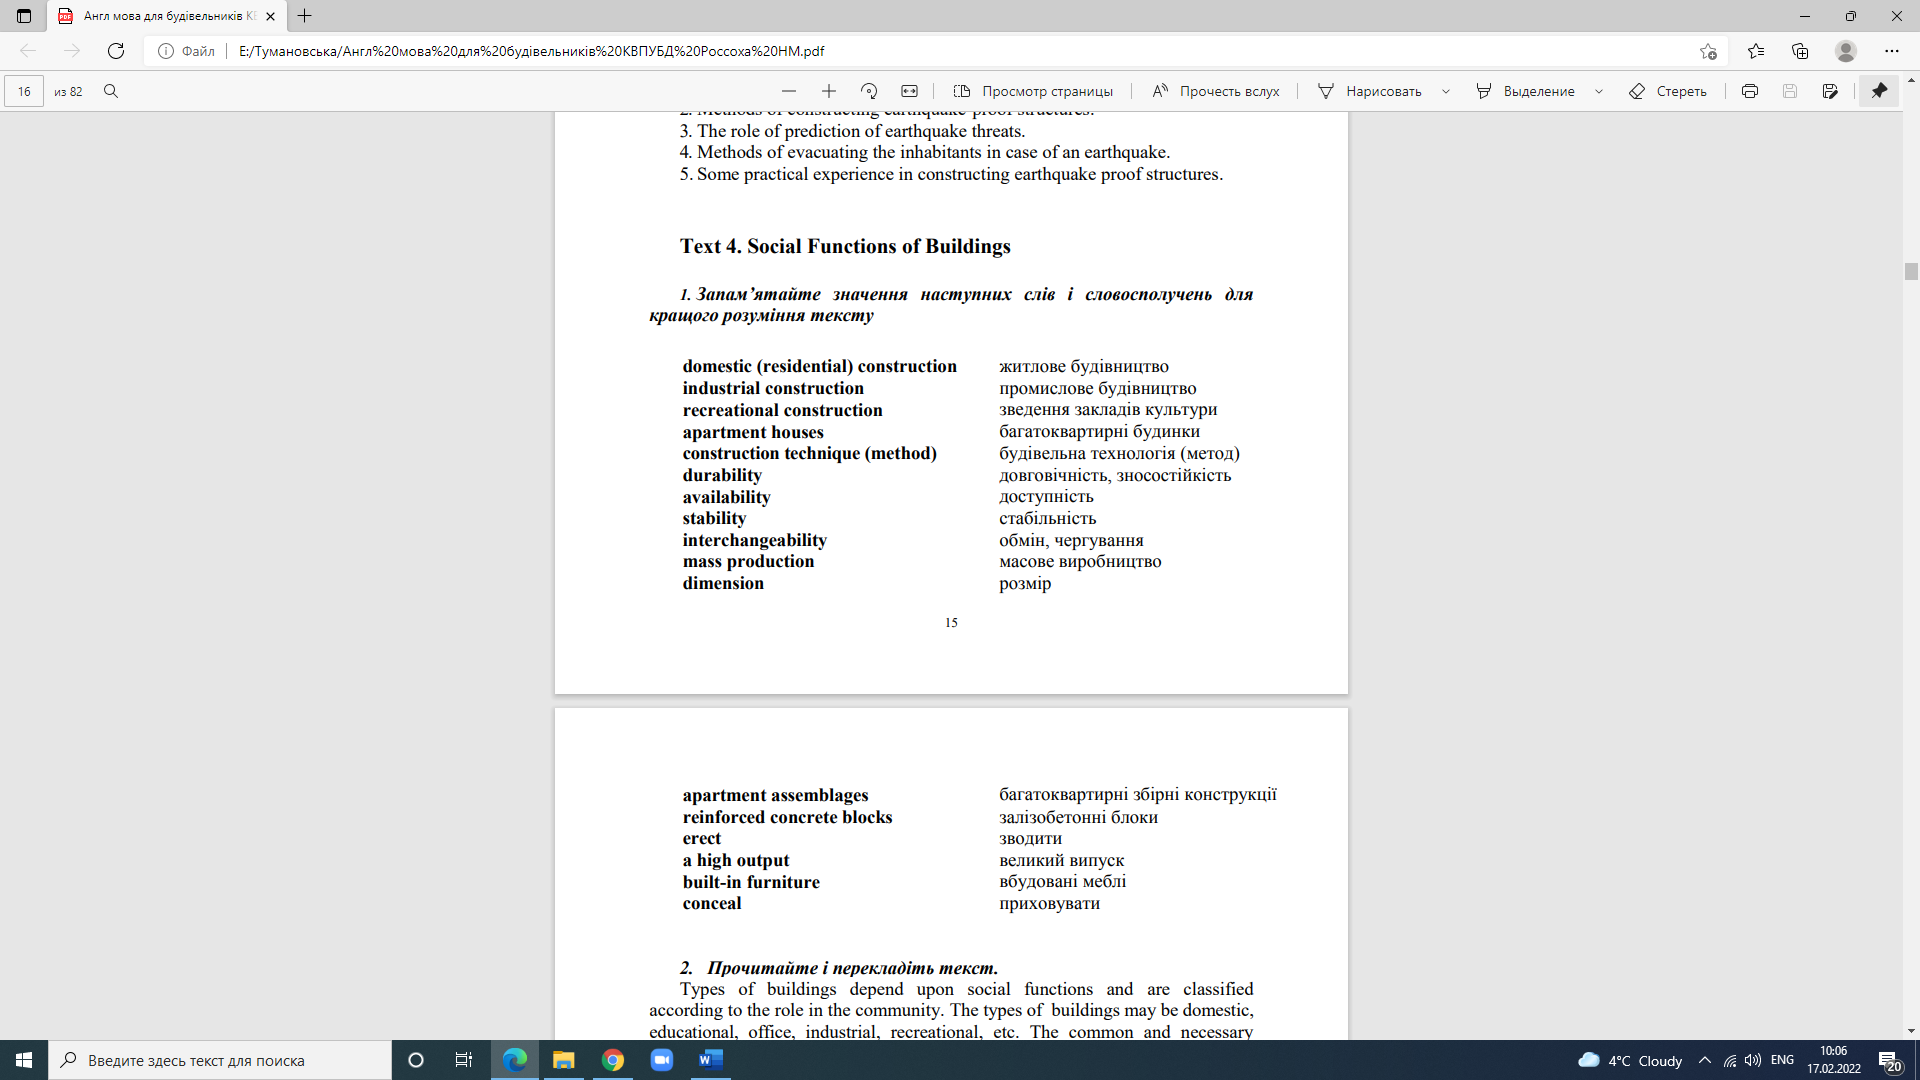 Англ мова для будівельників КВ
Файл
E:/Тумановська/Англ%20мова%20для%20будівельників%20КВПУБД%20Россоха%20НМ.pdf
16 из 82
Просмотр страницы
Прочесть вслух
Нарисовать
Выделение
Стереть
2. Methods of constructing earthquake proof structures.
3. The role of prediction of earthquake threats.
4. Methods of evacuating the inhabitants in case of an earthquake.
5. Some practical experience in constructing earthquake proof structures.
Text 4. Social Functions of Buildings
1. Запам’ятайте значення наступних слів і словосполучень для
кращого розуміння тексту
domestic (residential) construction житлове будівництво
industrial construction промислове будівництво
recreational construction зведення закладів культури
apartment houses багатоквартирні будинки
construction technique (method) будівельна технологія (метод)
durability довговічність, зносостійкість
availability доступність
stability стабільність
interchangeability обмін, чергування
mass production масове виробництво
dimension розмір
15
apartment assemblages багатоквартирні збірні конструкції
reinforced concrete blocks залізобетонні блоки
erect зводити
a high output великий випуск
built-in furniture вбудовані меблі
conceal приховувати
2. Прочитайте і перекладіть текст.
Types of buildings depend upon social functions and are classified
according to the role in the community. The types of buildings may be domestic,
educational, office, industrial, recreational, etc. The common and necessary
Введите здесь текст для поиска
4°C Cloudy
ENG
10:06
17.02.2022
20